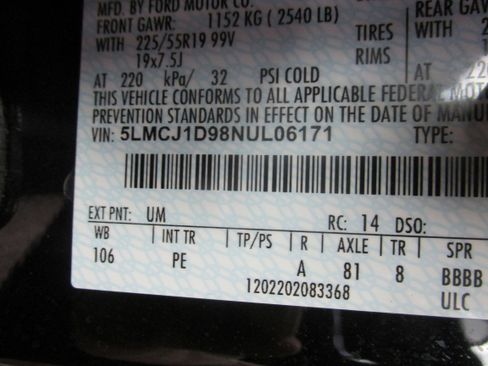 MFD. BY FORD MOTOR CO.
FRONT GAWR: 1152 KG ( 2540 LB)
WITH 225/55R19 99V TIRES
19x7.5J RIMS
AT 220 kPa/ 32 PSI COLD
REAR GAW
WITH
AT
THIS VEHICLE CONFORMS TO ALL APPLICABLE FEDERAL MOTO
PREVENTION STANDARDS IN EFFECT ON THE DATE OF MANU
VIN: 5LMCJ1D98NUL06171 TYPE:
EXT PNT: UM RC: 14 DSO:
WB INT TR TP/PS R AXLE TR SPR
106 PE A 81 8 BBBB
1202202083368 ULC